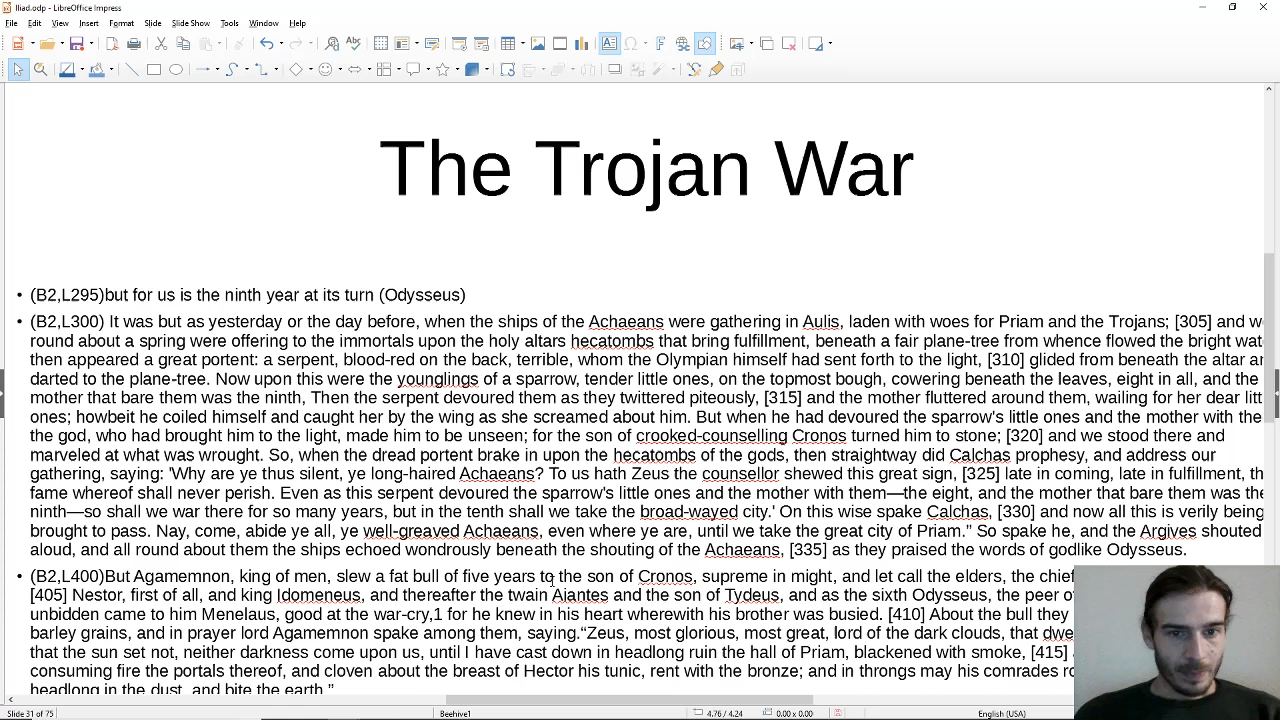 Iliad.odp - LibreOffice Impress
File Edit View Insert Format Slide Slide Show Tools Window Help
The Trojan War
• (B2,L295)but for us is the ninth year at its turn (Odysseus)
• (B2,L300) It was but as yesterday or the day before, when the ships of the Achaeans were gathering in Aulis, laden with woes for Priam and the Trojans; [305] and w
round about a spring were offering to the immortals upon the holy altars hecatombs that bring fulfillment, beneath a fair plane-tree from whence flowed the bright wat
then appeared a great portent: a serpent, blood-red on the back, terrible, whom the Olympian himself had sent forth to the light, [310] glided from beneath the altar an
darted to the plane-tree. Now upon this were the younglings of a sparrow, tender little ones, on the topmost bough, cowering beneath the leaves, eight in all, and the
mother that bare them was the ninth, Then the serpent devoured them as they twittered piteously, [315] and the mother fluttered around them, wailing for her dear litt
ones; howbeit he coiled himself and caught her by the wing as she screamed about him. But when he had devoured the sparrow's little ones and the mother with the
the god, who had brought him to the light, made him to be unseen; for the son of crooked-counselling Cronos turned him to stone; [320] and we stood there and
marveled at what was wrought. So, when the dread portent brake in upon the hecatombs of the gods, then straightway did Calchas prophesy, and address our
gathering, saying: 'Why are ye thus silent, ye long-haired Achaeans? To us hath Zeus the counsellor shewed this great sign, [325] late in coming, late in fulfillment, th
fame whereof shall never perish. Even as this serpent devoured the sparrow's little ones and the mother with them—the eight, and the mother that bare them was the
ninth—so shall we war there for so many years, but in the tenth shall we take the broad-wayed city.' On this wise spake Calchas, [330] and now all this is verily being
brought to pass. Nay, come, abide ye all, ye well-greaved Achaeans, even where ye are, until we take the great city of Priam.” So spake he, and the Argives shouted
aloud, and all round about them the ships echoed wondrously beneath the shouting of the Achaeans, [335] as they praised the words of godlike Odysseus.
• (B2,L400)But Agamemnon, king of men, slew a fat bull of five years to the son of Cronos, supreme in might, and let call the elders, the chief
[405] Nestor, first of all, and king Idomeneus, and thereafter the twain Aiantes and the son of Tydeus, and as the sixth Odysseus, the peer o
unbidden came to him Menelaus, good at the war-cry,1 for he knew in his heart wherewith his brother was busied. [410] About the bull they
barley grains, and in prayer lord Agamemnon spake among them, saying.“Zeus, most glorious, most great, lord of the dark clouds, that dwe
that the sun set not, neither darkness come upon us, until I have cast down in headlong ruin the hall of Priam, blackened with smoke, [415]
consuming fire the portals thereof, and cloven about the breast of Hector his tunic, rent with the bronze; and in throngs may his comrades ro
headlong in the dust, and bite the earth.”
Slide 31 of 75 Beehive1 4.76 / 4.24 0.00 x 0.00 English (USA)